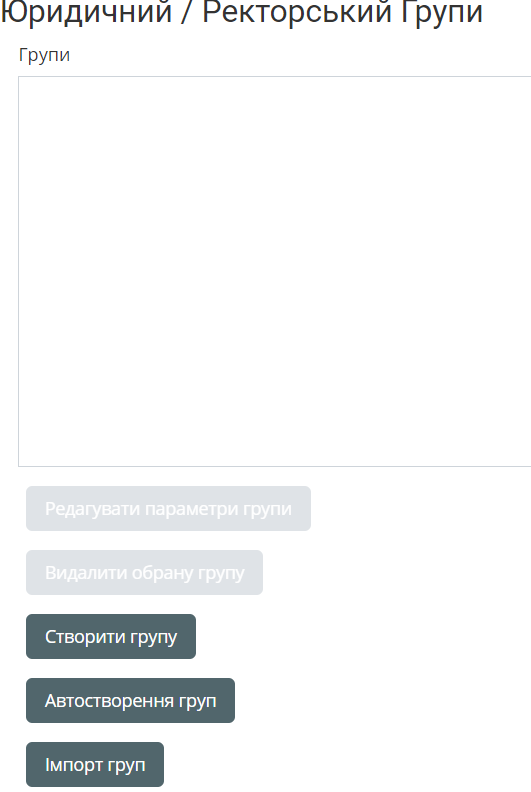 Юридичний / Ректорський Групи
Групи
Редагувати параметри групи
Видалити обрану групу
Створити групу
Автостворення груп
Імпорт груп